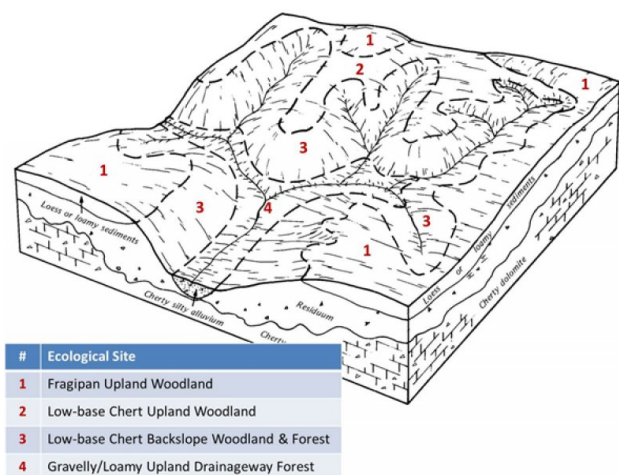 1
2
1
3
1
3
4
3
1
Loess or loamy sediments
Loess or loamy sediments
Cherty dolomite
Residuum
Cherty silty alluvium
Cherty
# Ecological Site
1 Fragipan Upland Woodland
2 Low-base Chert Upland Woodland
3 Low-base Chert Backslope Woodland & Forest
4 Gravelly/Loamy Upland Drainageway Forest